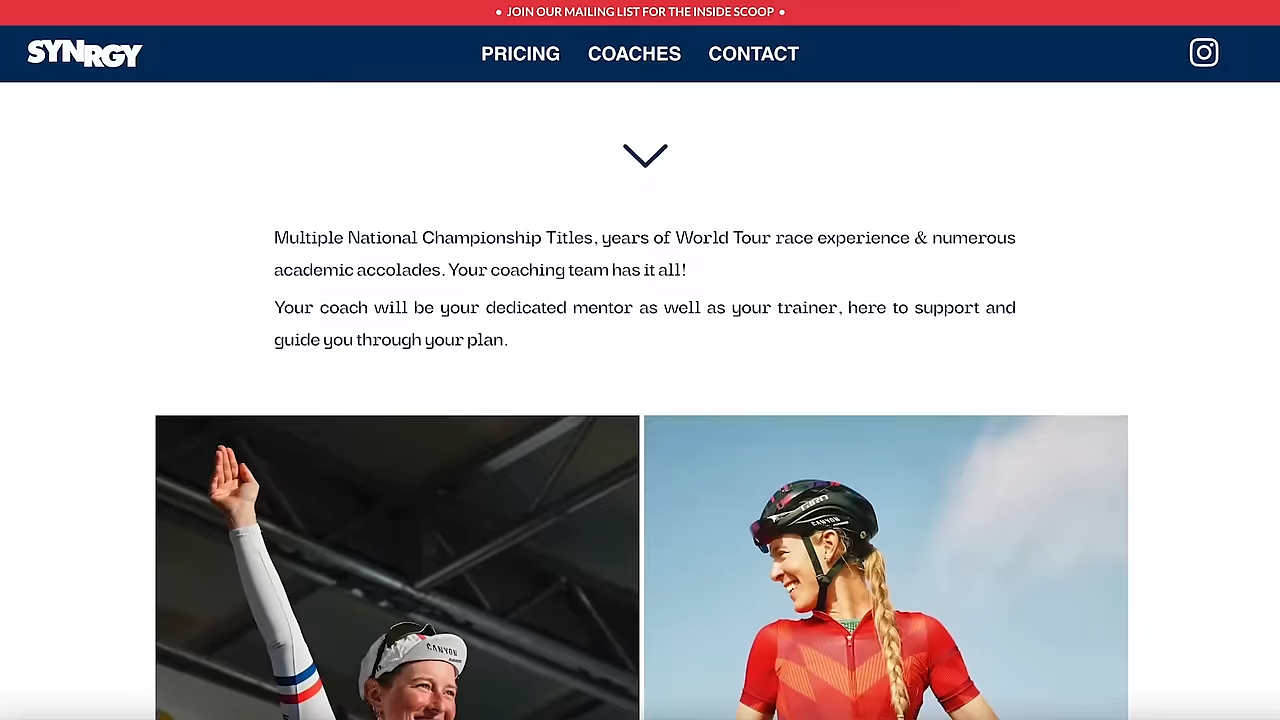 • JOIN OUR MAILING LIST FOR THE INSIDE SCOOP •
SYNRGY
PRICING COACHES CONTACT
Multiple National Championship Titles, years of World Tour race experience & numerous
academic accolades. Your coaching team has it all!
Your coach will be your dedicated mentor as well as your trainer, here to support and
guide you through your plan.
GIRO
CANYON
CANYON